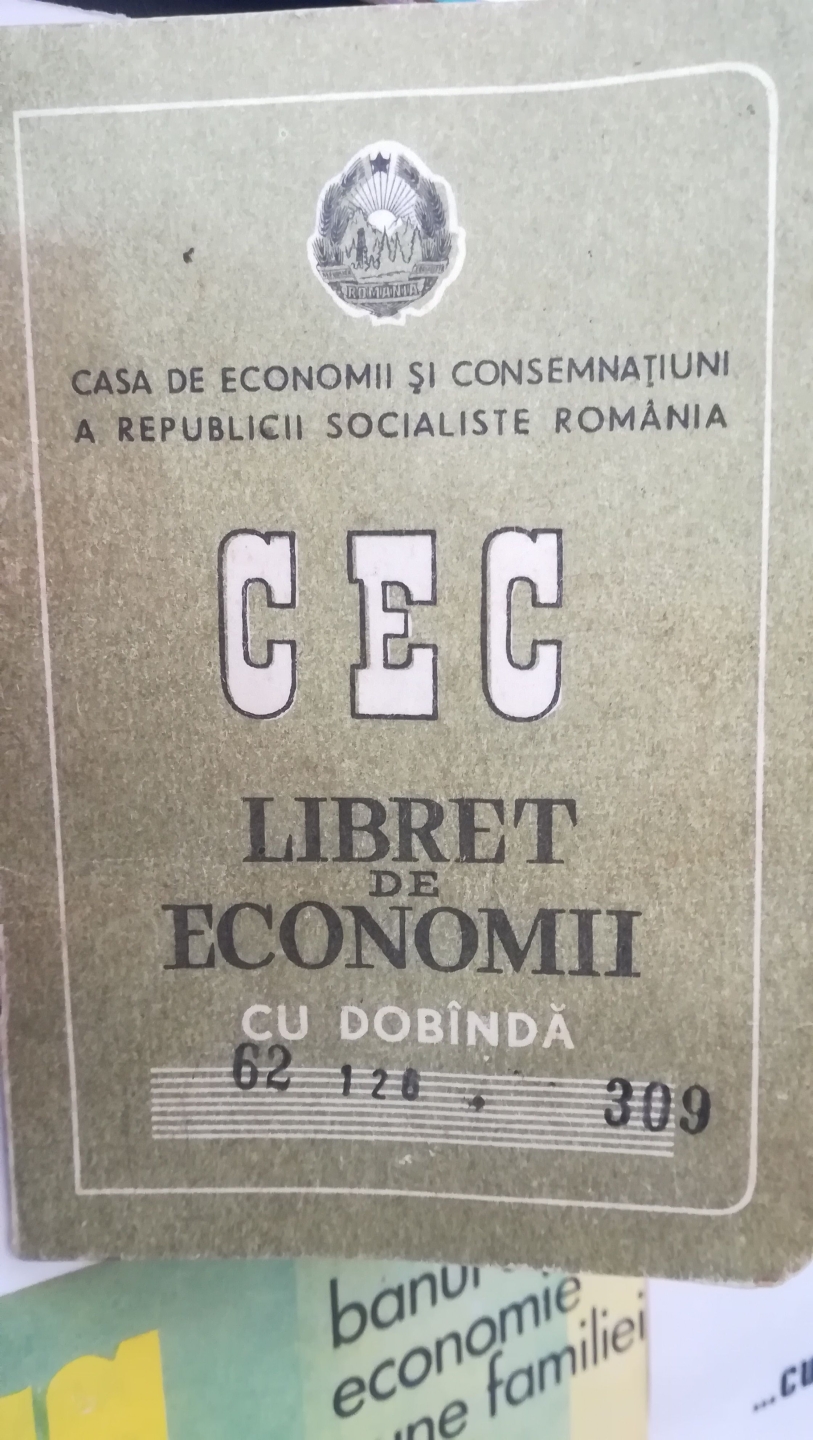 ROMÂNIA
CASA DE ECONOMII ŞI CONSEMNAŢIUNI
A REPUBLICII SOCIALISTE ROMÂNIA
CEC
LIBRET
DE
ECONOMII
CU DOBÎNDĂ
62 126 309
economie
familiei